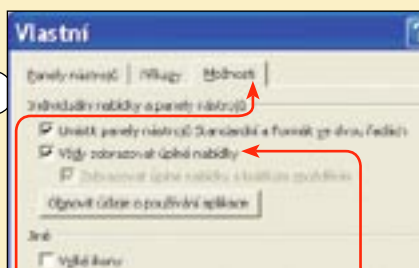 Vlastní
Panely nástrojů Příkazy Možnosti
Individuální nabídky a panely nástrojů
Umístit panely nástrojů Standardní a Formát ve dvou řadách
Vždy zobrazovat úplné nabídky
Zobrazovat úplné nabídky s krátkým zpožděním
Obnovit údaje o používání aplikace
Jiné
Velké ikony